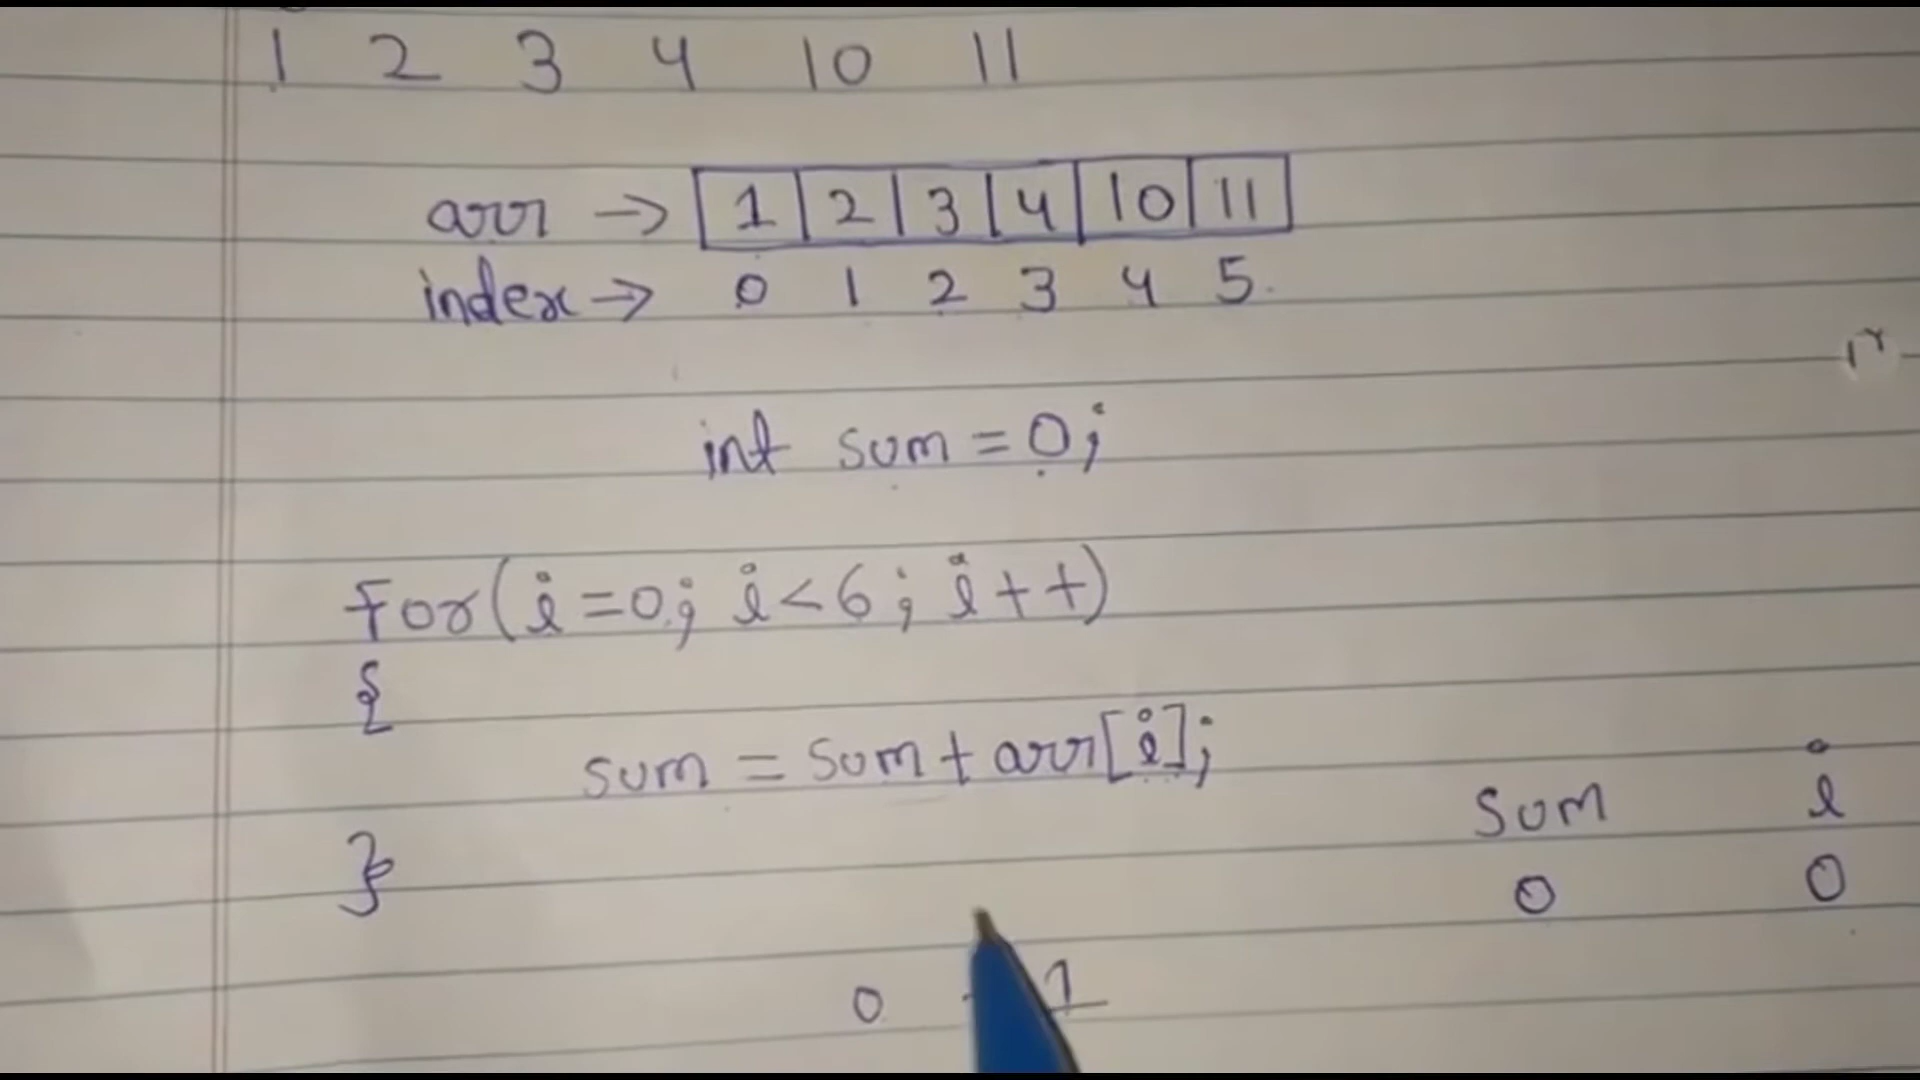 1 2 3 4 10 11
arr → 1 2 3 4 10 11
index → 0 1 2 3 4 5
int sum = 0;
For(i=0; i<6; i++)
{
sum = sum + arr[i];
}
sum i
0 0
0 1